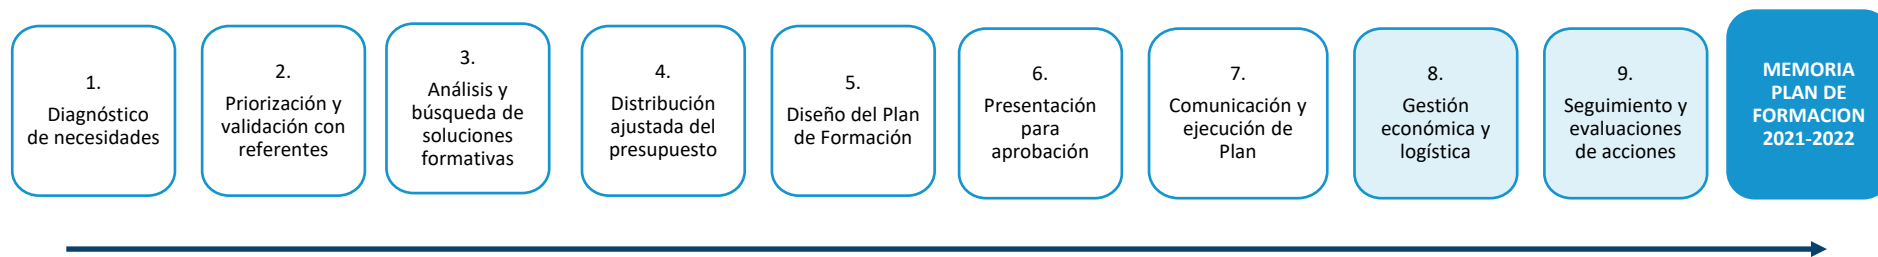 1.
Diagnóstico
de necesidades
2.
Priorización y
validación con
referentes
3.
Análisis y
búsqueda de
soluciones
formativas
4.
Distribución
ajustada del
presupuesto
5.
Diseño del Plan
de Formación
6.
Presentación
para
aprobación
7.
Comunicación y
ejecución de
Plan
8.
Gestión
económica y
logística
9.
Seguimiento y
evaluaciones
de acciones
MEMORIA
PLAN DE
FORMACION
2021-2022